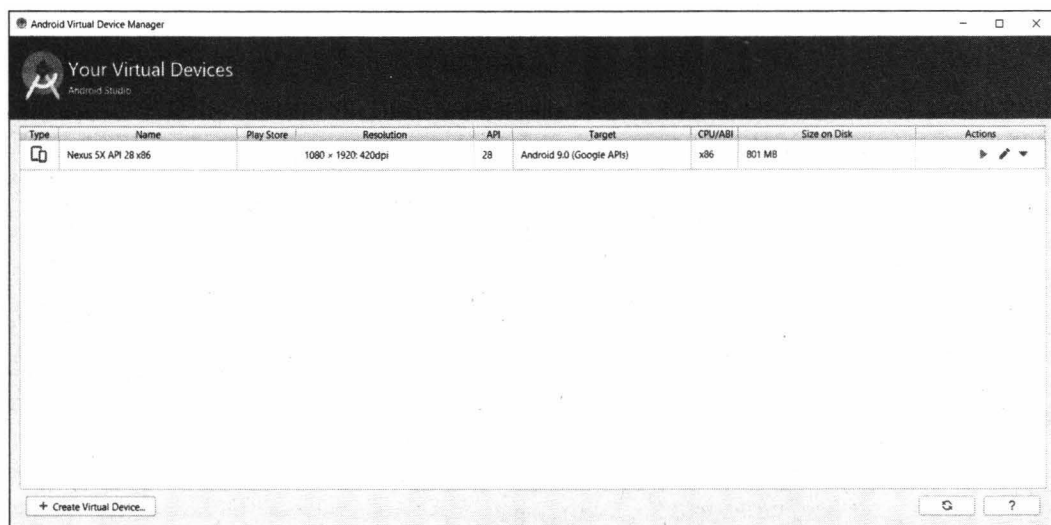 Android Virtual Device Manager
Your Virtual Devices
Android Studio
Type Name Play Store Resolution API Target CPU/ABI Size on Disk Actions
Nexus 5X API 28 x86 1080 × 1920: 420dpi 28 Android 9.0 (Google APIs) x86 801 MB
+ Create Virtual Device...
?